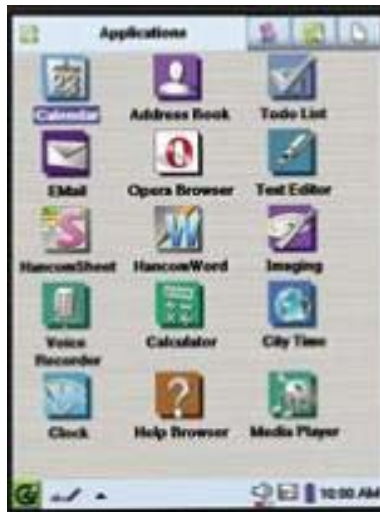 Applications
23
Calendar
Address Book
Todo List
EMail
Opera Browser
Text Editor
HancomSheet
HancomWord
Imaging
Voice
Recorder
Calculator
City Time
Clock
Help Browser
Media Player
10:00 AM